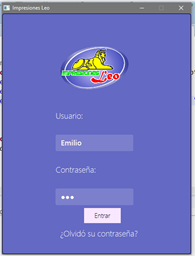 Impresiones Leo
IMPRESIONES
Leo
Usuario:
Emilio
Contraseña:
•••
Entrar
¿Olvidó su contraseña?